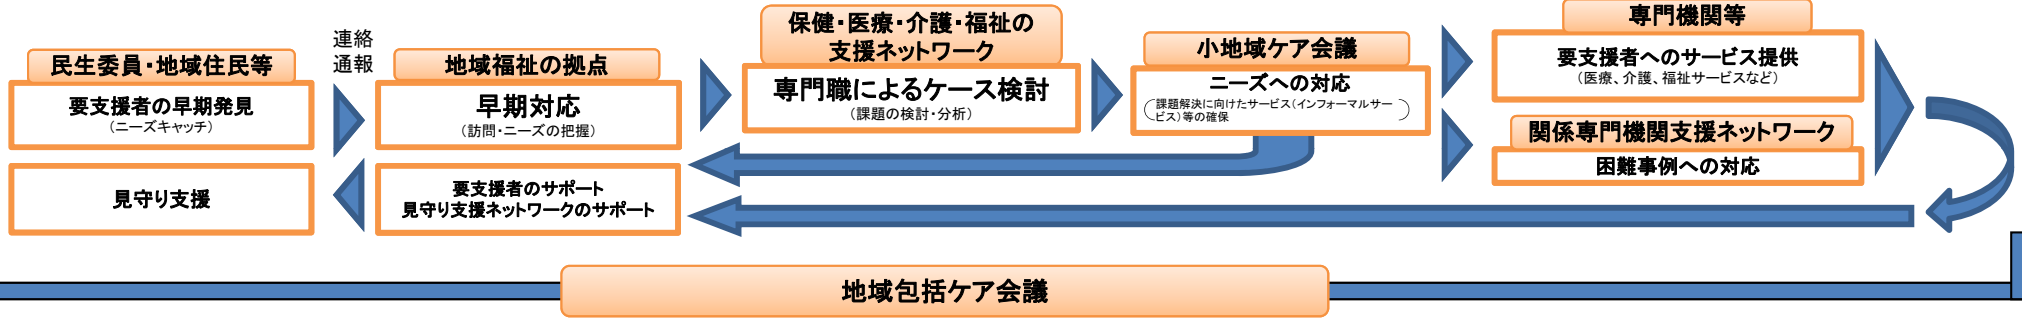 民生委員・地域住民等
要支援者の早期発見
（ニーズキャッチ）
見守り支援
連絡
通報
地域福祉の拠点
早期対応
（訪問・ニーズの把握）
要支援者のサポート
見守り支援ネットワークのサポート
保健・医療・介護・福祉の
支援ネットワーク
専門職によるケース検討
（課題の検討・分析）
小地域ケア会議
ニーズへの対応
課題解決に向けたサービス（インフォーマルサー
ビス）等の確保
専門機関等
要支援者へのサービス提供
（医療、介護、福祉サービスなど）
関係専門機関支援ネットワーク
困難事例への対応
地域包括ケア会議